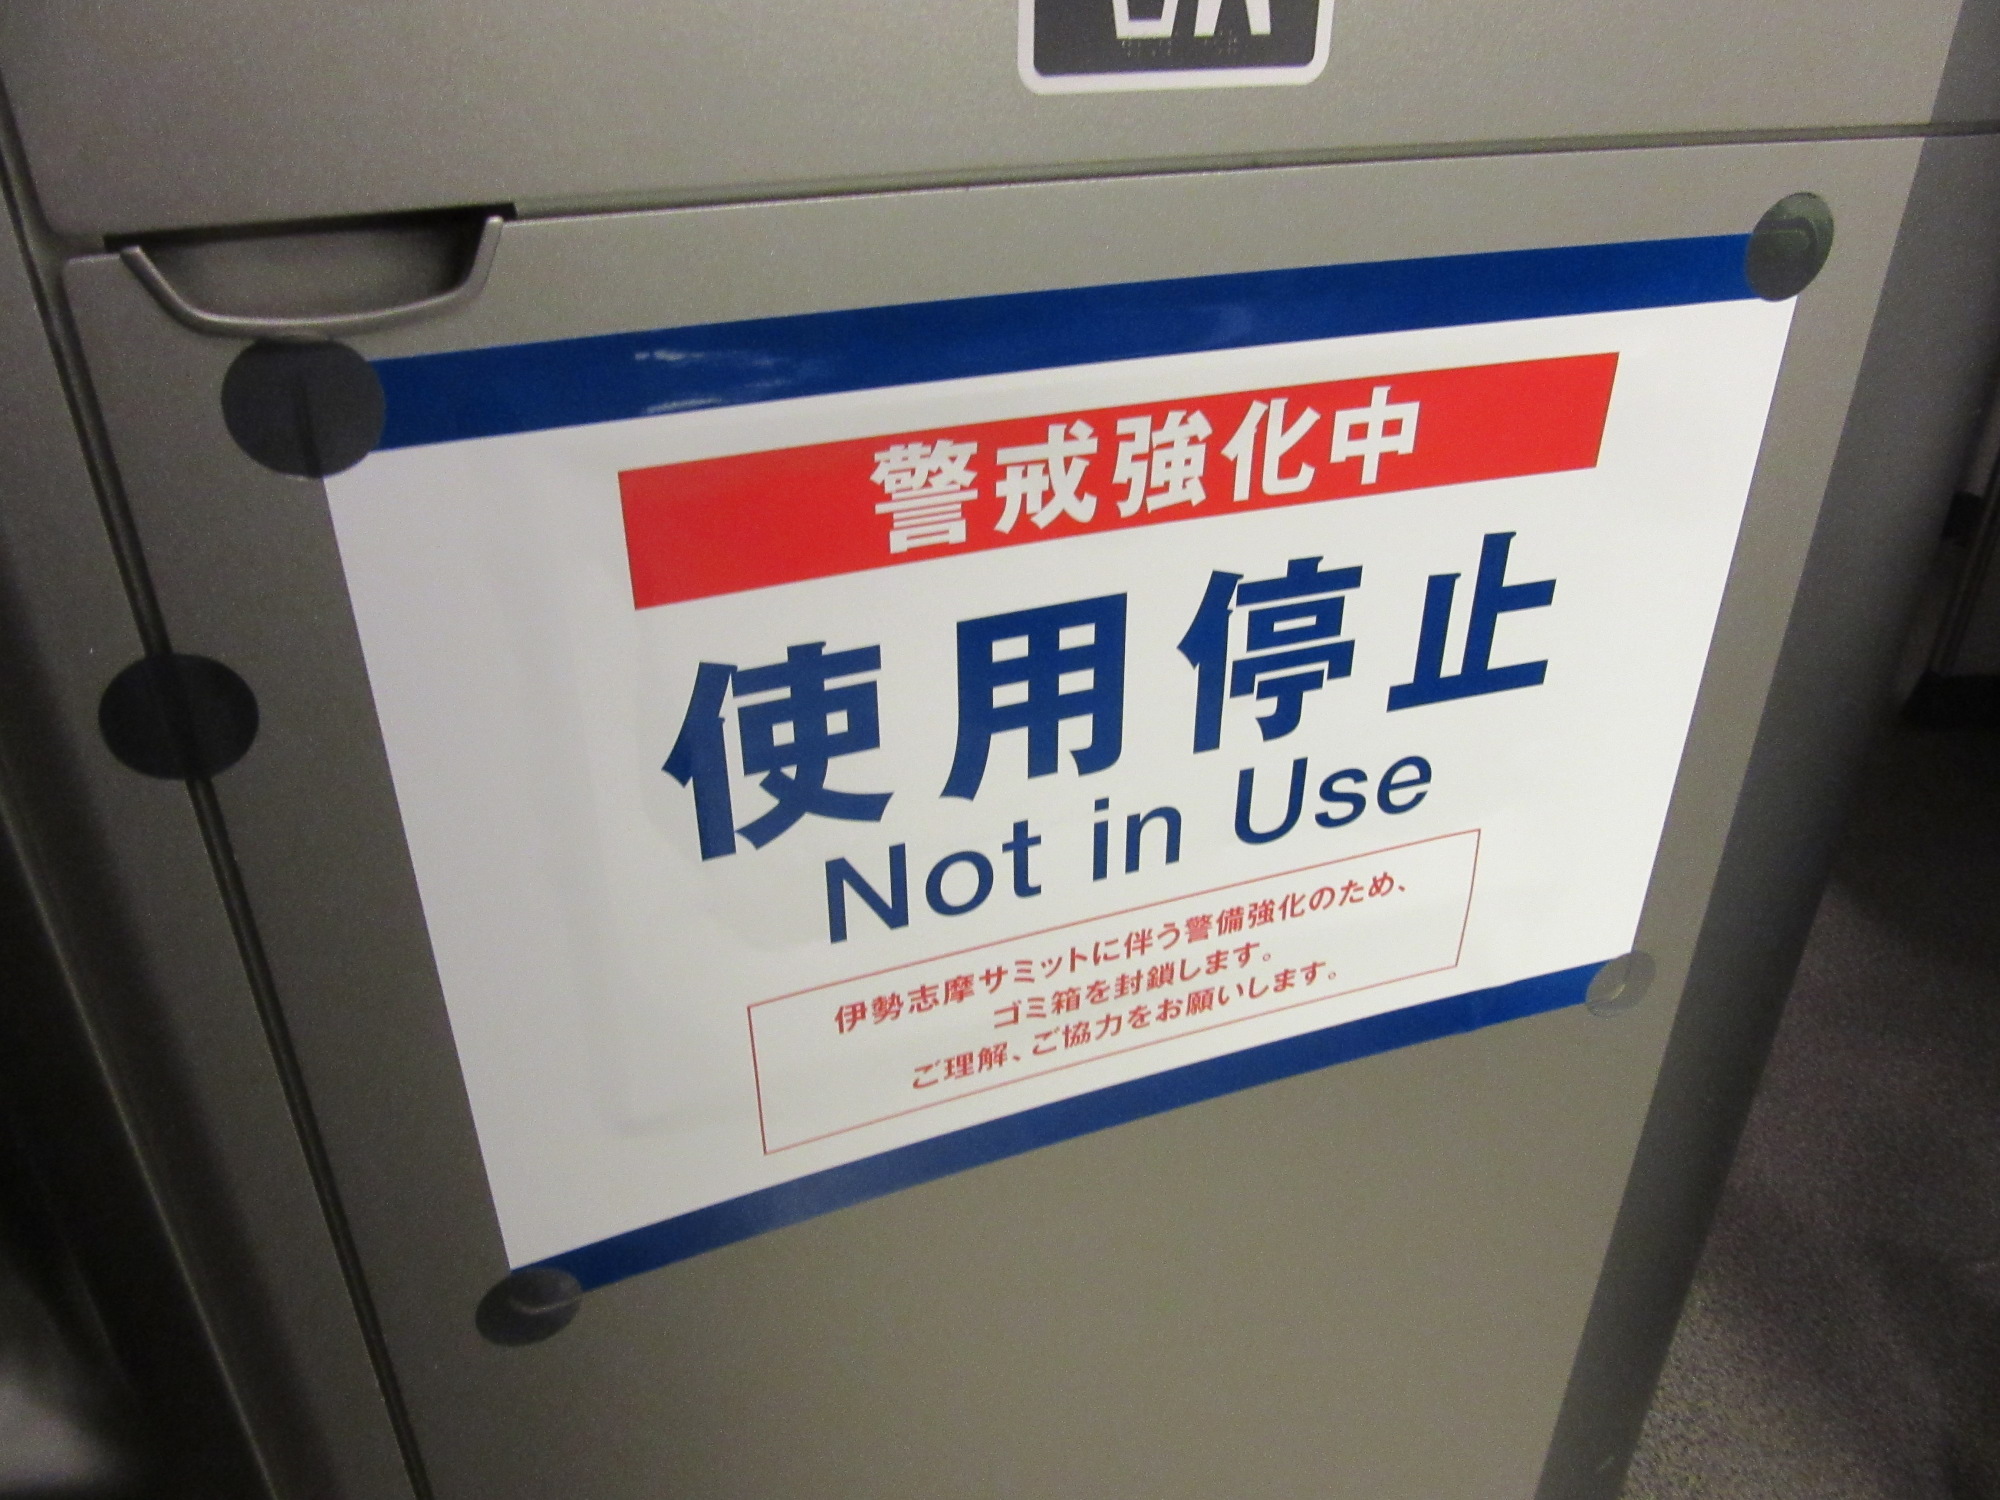 警戒強化中
使用停止
Not in Use
伊勢志摩サミットに伴う警備強化のため、
ゴミ箱を封鎖します。
ご理解、ご協力をお願いします。